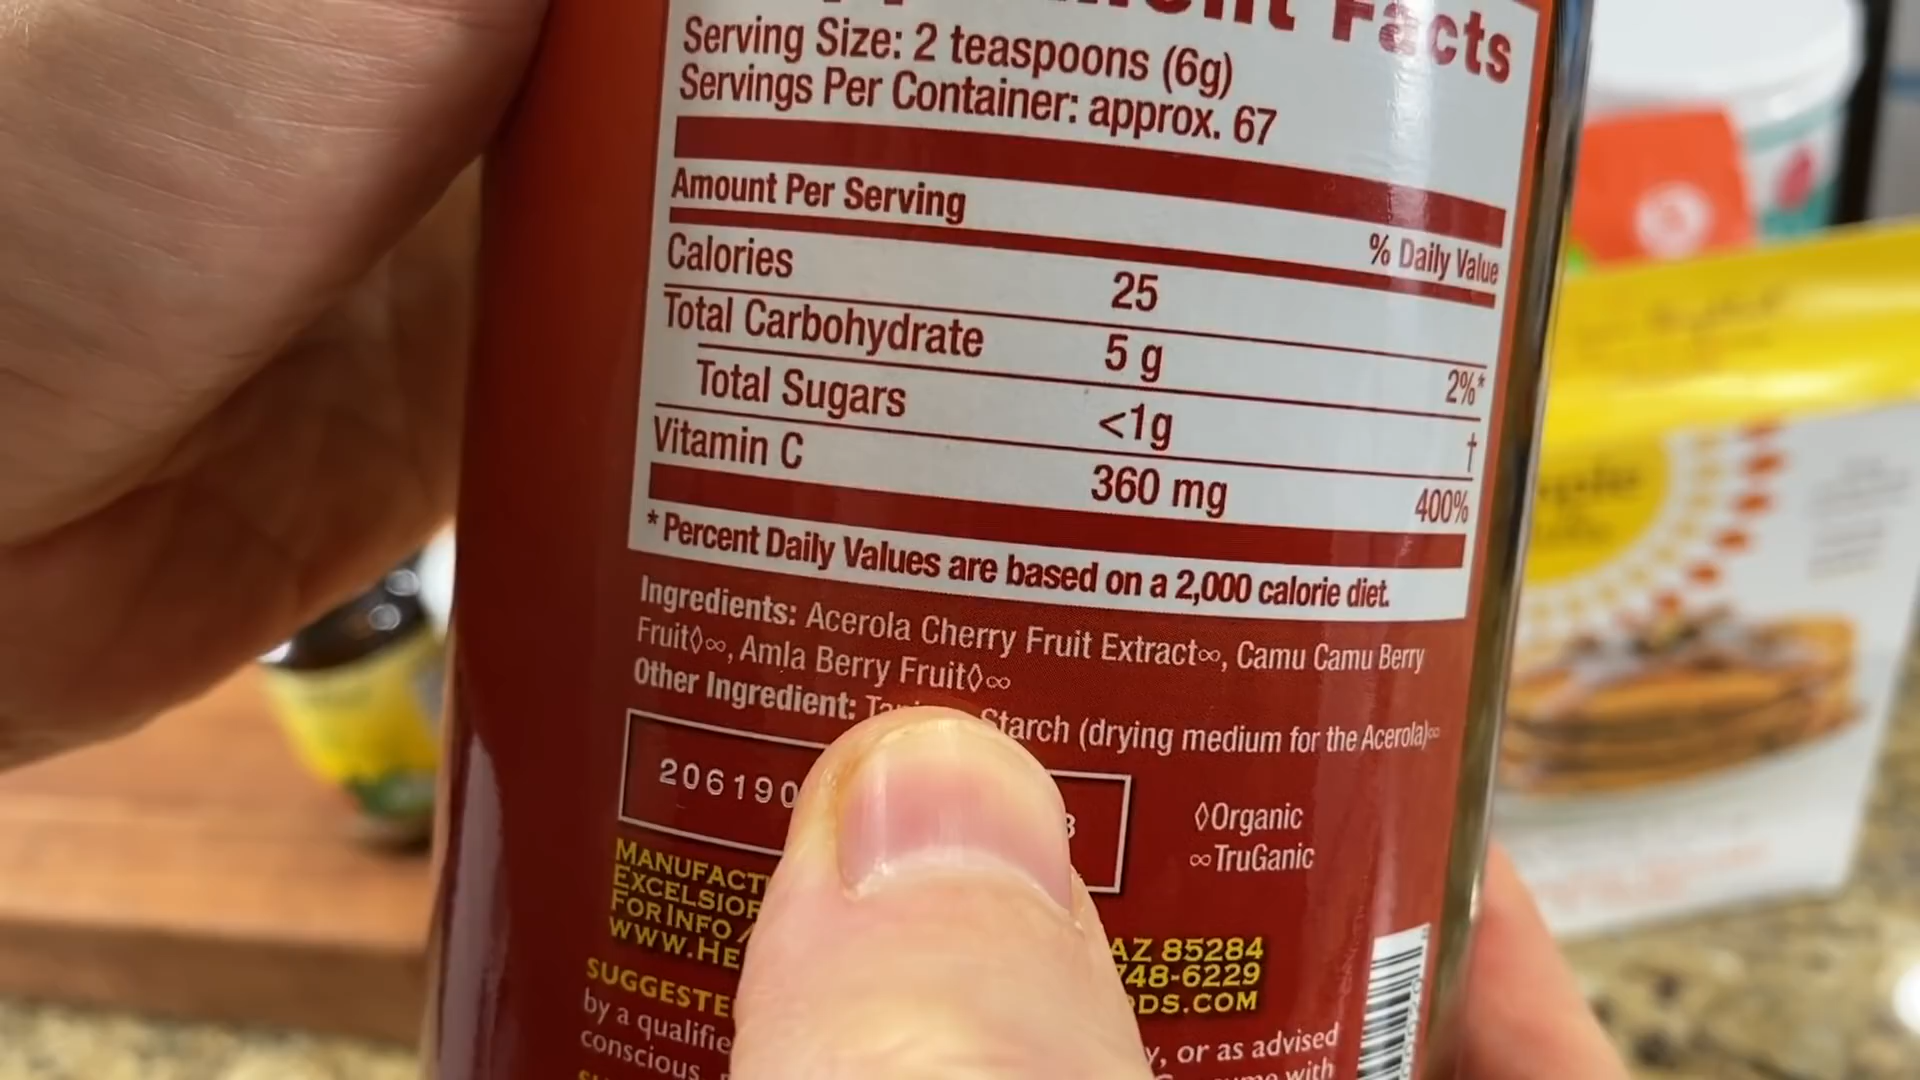 Facts
Serving Size: 2 teaspoons (6g)
Servings Per Container: approx. 67
Amount Per Serving
% Daily Value
Calories 25
Total Carbohydrate 5 g 2%*
Total Sugars <1g †
Vitamin C 360 mg 400%
* Percent Daily Values are based on a 2,000 calorie diet.
Ingredients: Acerola Cherry Fruit Extract∞, Camu Camu Berry
Fruit◊∞, Amla Berry Fruit◊∞
Other Ingredient: Starch (drying medium for the Acerola)∞
206190
◊Organic
∞TruGanic
AZ 85284
FOR INFO
748-6229
WWW.HE
DS.COM
SUGGESTE
by a qualifie
y, or as advised
conscious
with